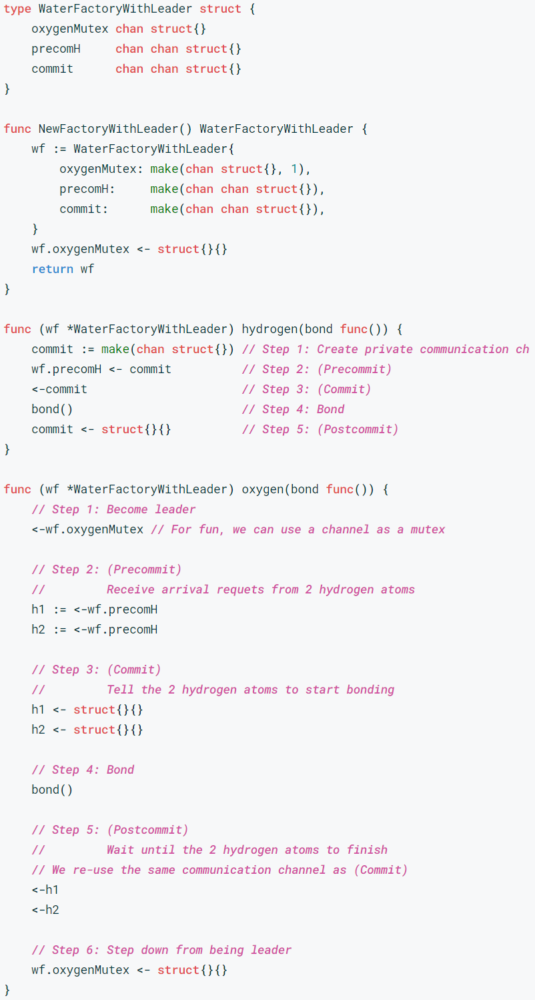 type WaterFactoryWithLeader struct {
    oxygenMutex chan struct{}
    precomH     chan chan struct{}
    commit      chan chan struct{}
}

func NewFactoryWithLeader() WaterFactoryWithLeader {
    wf := WaterFactoryWithLeader{
        oxygenMutex: make(chan struct{}, 1),
        precomH:     make(chan chan struct{}),
        commit:      make(chan chan struct{}),
    }
    wf.oxygenMutex <- struct{}{}
    return wf
}

func (wf *WaterFactoryWithLeader) hydrogen(bond func()) {
    commit := make(chan struct{}) // Step 1: Create private communication ch
    wf.precomH <- commit          // Step 2: (Precommit)
    <-commit                      // Step 3: (Commit)
    bond()                        // Step 4: Bond
    commit <- struct{}{}          // Step 5: (Postcommit)
}

func (wf *WaterFactoryWithLeader) oxygen(bond func()) {
    // Step 1: Become leader
    <-wf.oxygenMutex // For fun, we can use a channel as a mutex

    // Step 2: (Precommit)
    //         Receive arrival requets from 2 hydrogen atoms
    h1 := <-wf.precomH
    h2 := <-wf.precomH

    // Step 3: (Commit)
    //         Tell the 2 hydrogen atoms to start bonding
    h1 <- struct{}{}
    h2 <- struct{}{}

    // Step 4: Bond
    bond()

    // Step 5: (Postcommit)
    //         Wait until the 2 hydrogen atoms to finish
    // We re-use the same communication channel as (Commit)
    <-h1
    <-h2

    // Step 6: Step down from being leader
    wf.oxygenMutex <- struct{}{}
}